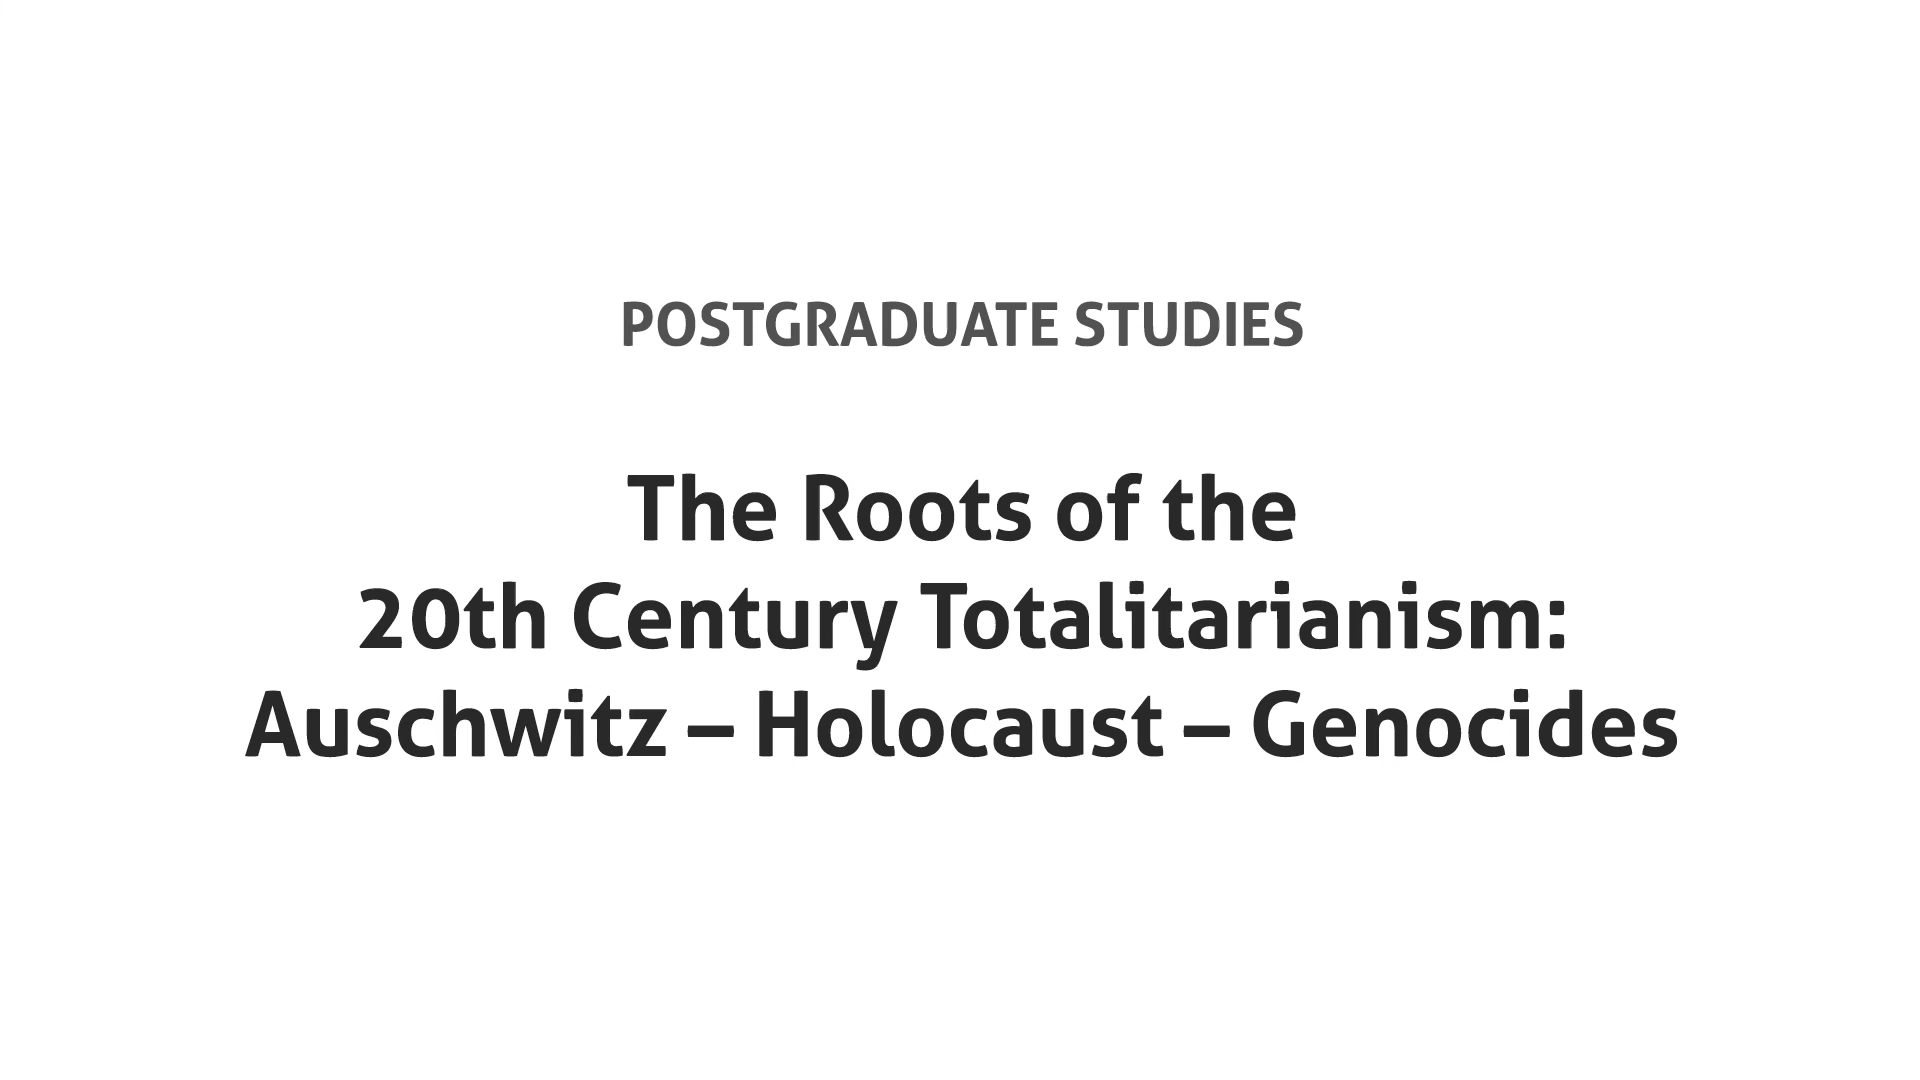 POSTGRADUATE STUDIES
The Roots of the
20th Century Totalitarianism:
Auschwitz – Holocaust – Genocides